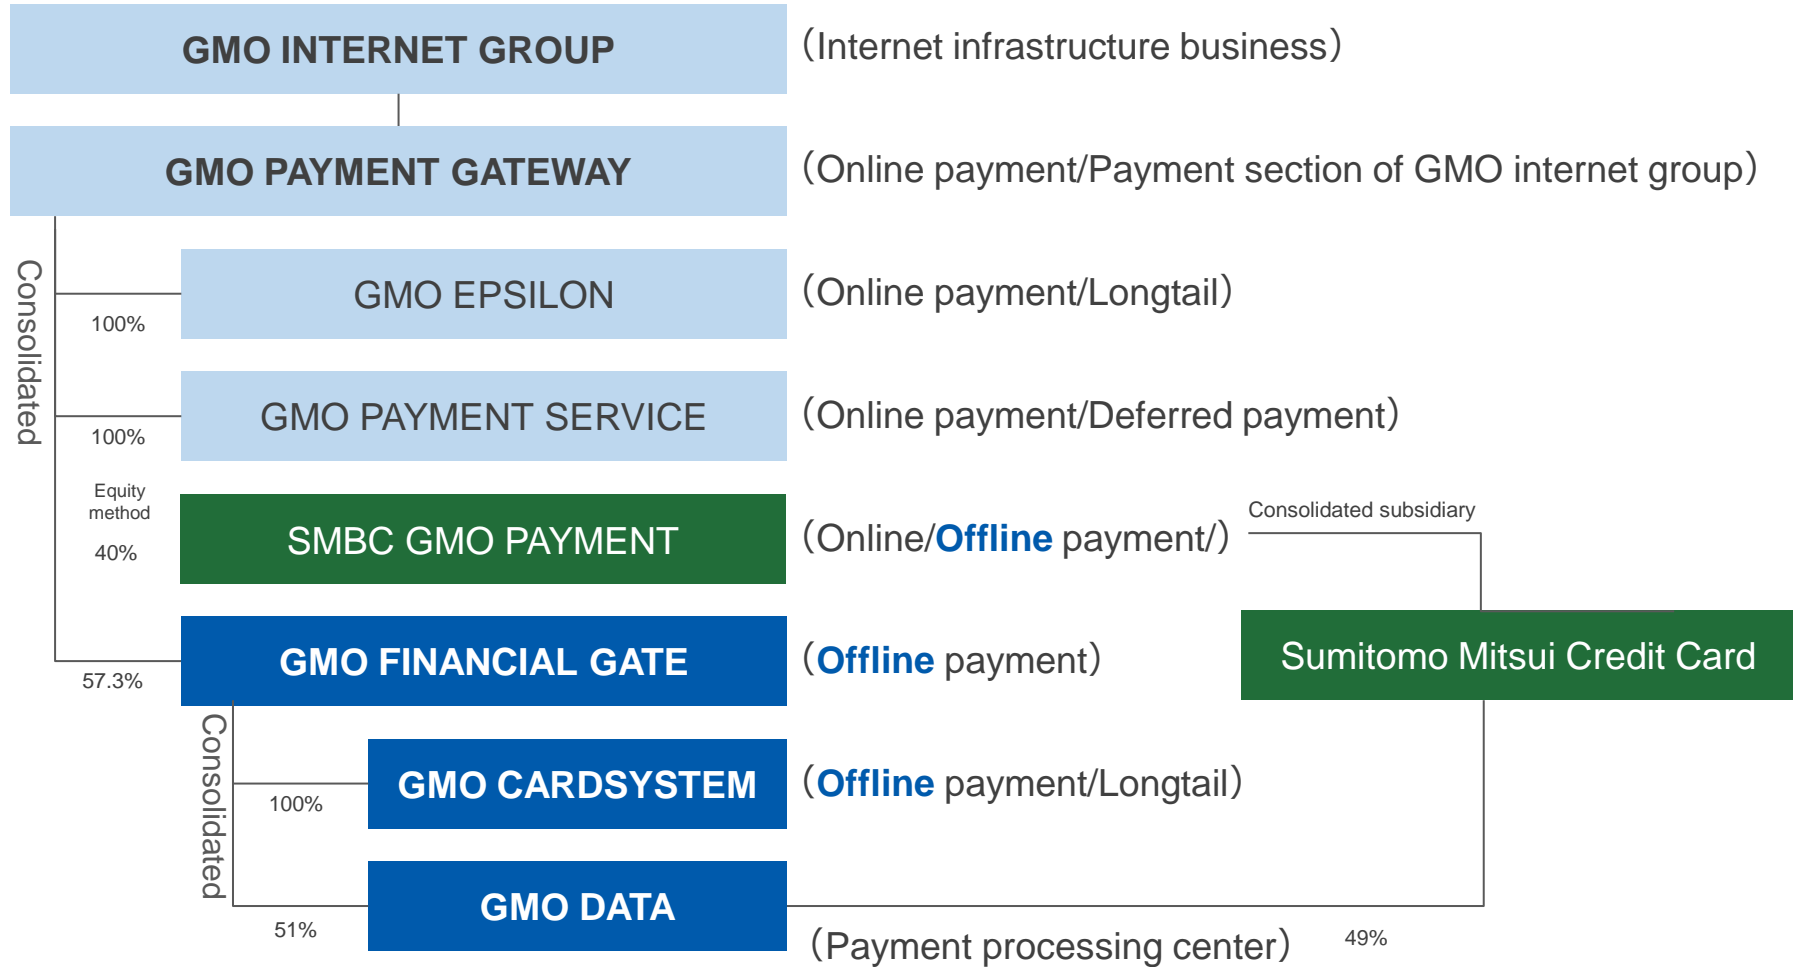 GMO INTERNET GROUP
（Internet infrastructure business）
GMO PAYMENT GATEWAY
（Online payment/Payment section of GMO internet group）
Consolidated
GMO EPSILON
（Online payment/Longtail）
100%
GMO PAYMENT SERVICE
（Online payment/Deferred payment）
100%
Equity
method
40%
SMBC GMO PAYMENT
（Online/Offline payment/）
Consolidated subsidiary
GMO FINANCIAL GATE
（Offline payment）
57.3%
Sumitomo Mitsui Credit Card
Consolidated
GMO CARDSYSTEM
（Offline payment/Longtail）
100%
GMO DATA
51%
（Payment processing center）
49%